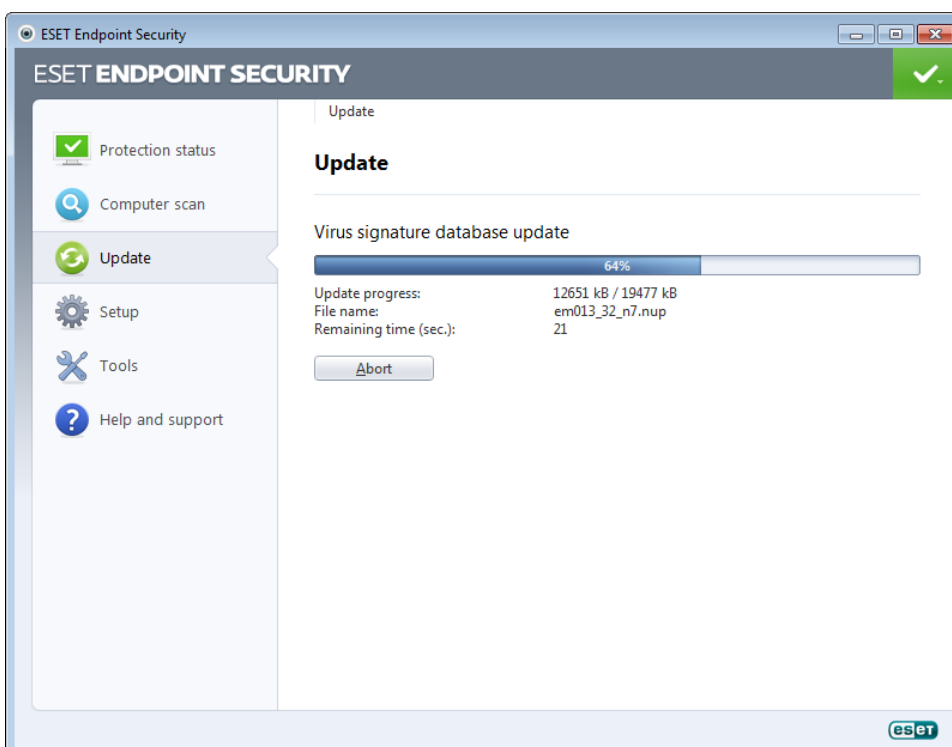 ESET Endpoint Security
ESET ENDPOINT SECURITY
Protection status
Computer scan
Update
Setup
Tools
Help and support
Update
Update
Virus signature database update
64%
Update progress: 12651 kB / 19477 kB
File name: em013_32_n7.nup
Remaining time (sec.): 21
Abort
eseT